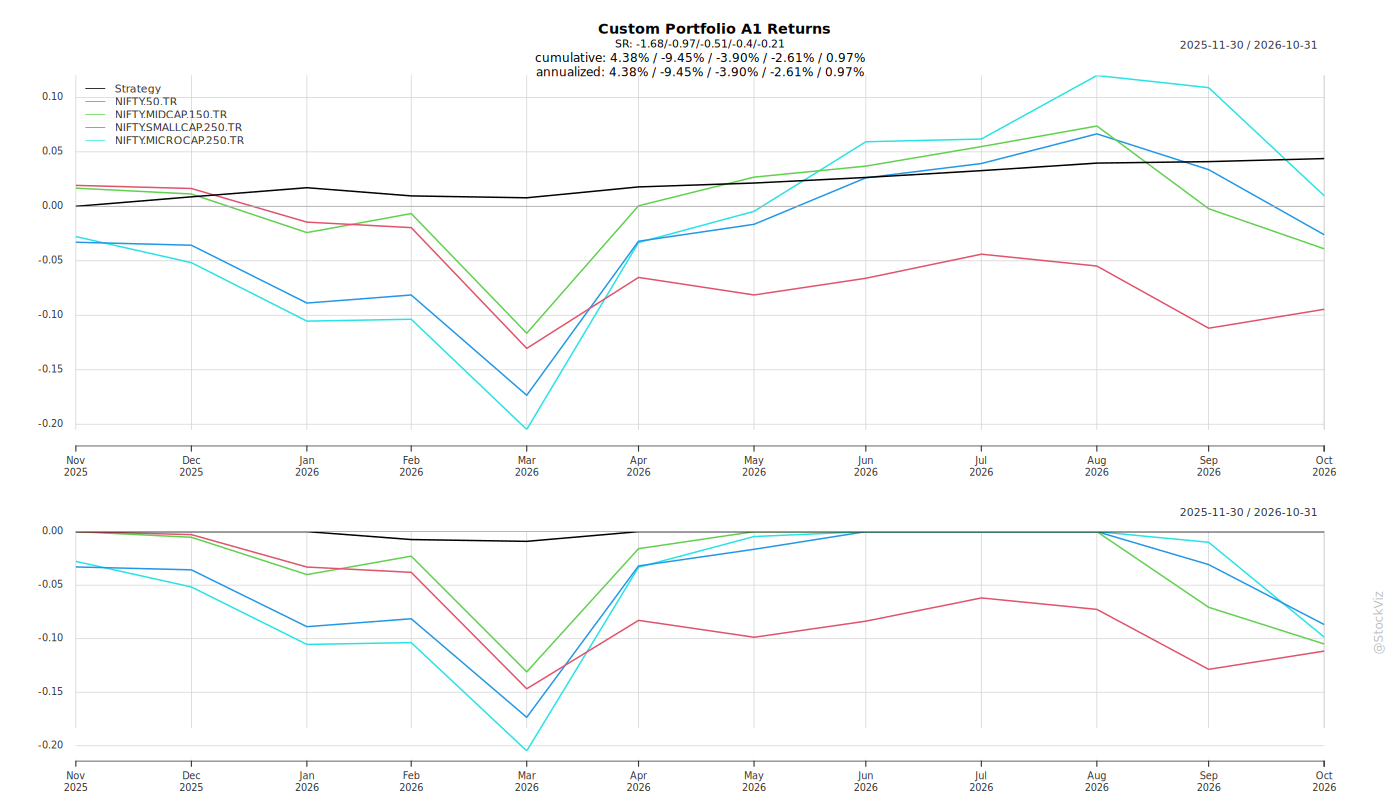 Custom Portfolio A1 Returns
SR: -1.68/-0.97/-0.51/-0.4/-0.21
2025-11-30 / 2026-10-31
cumulative: 4.38% / -9.45% / -3.90% / -2.61% / 0.97%
annualized: 4.38% / -9.45% / -3.90% / -2.61% / 0.97%
Strategy
NIFTY.50.TR
NIFTY.MIDCAP.150.TR
NIFTY.SMALLCAP.250.TR
NIFTY.MICROCAP.250.TR
0.10
0.05
0.00
-0.05
-0.10
-0.15
-0.20
Nov Dec Jan Feb Mar Apr May Jun Jul Aug Sep Oct
2025 2025 2026 2026 2026 2026 2026 2026 2026 2026 2026 2026
2025-11-30 / 2026-10-31
0.00
-0.05
-0.10
-0.15
-0.20
Nov Dec Jan Feb Mar Apr May Jun Jul Aug Sep Oct
2025 2025 2026 2026 2026 2026 2026 2026 2026 2026 2026 2026
@StockViz